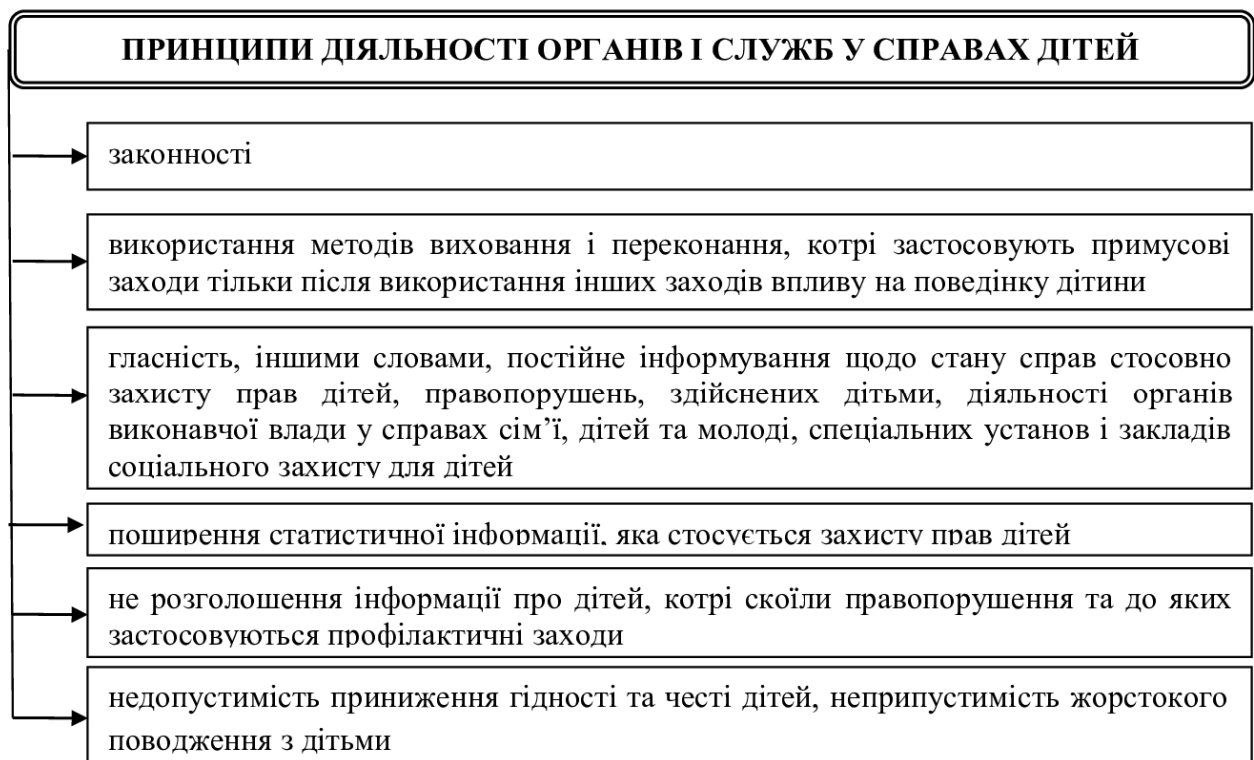 ПРИНЦИПИ ДІЯЛЬНОСТІ ОРГАНІВ І СЛУЖБ У СПРАВАХ ДІТЕЙ
законності
використання методів виховання і переконання, котрі застосовують примусові
заходи тільки після використання інших заходів впливу на поведінку дітини
гласність, іншими словами, постійне інформування щодо стану справ стосовно
захисту прав дітей, правопорушень, здійснених дітьми, діяльності органів
виконавчої влади у справах сім’ї, дітей та молоді, спеціальних установ і закладів
соціального захисту для дітей
поширення статистичної інформації, яка стосується захисту прав дітей
не розголошення інформації про дітей, котрі скоїли правопорушення та до яких
застосовуються профілактичні заходи
недопустимість приниження гідності та честі дітей, неприпустимість жорстокого
поводження з дітьми